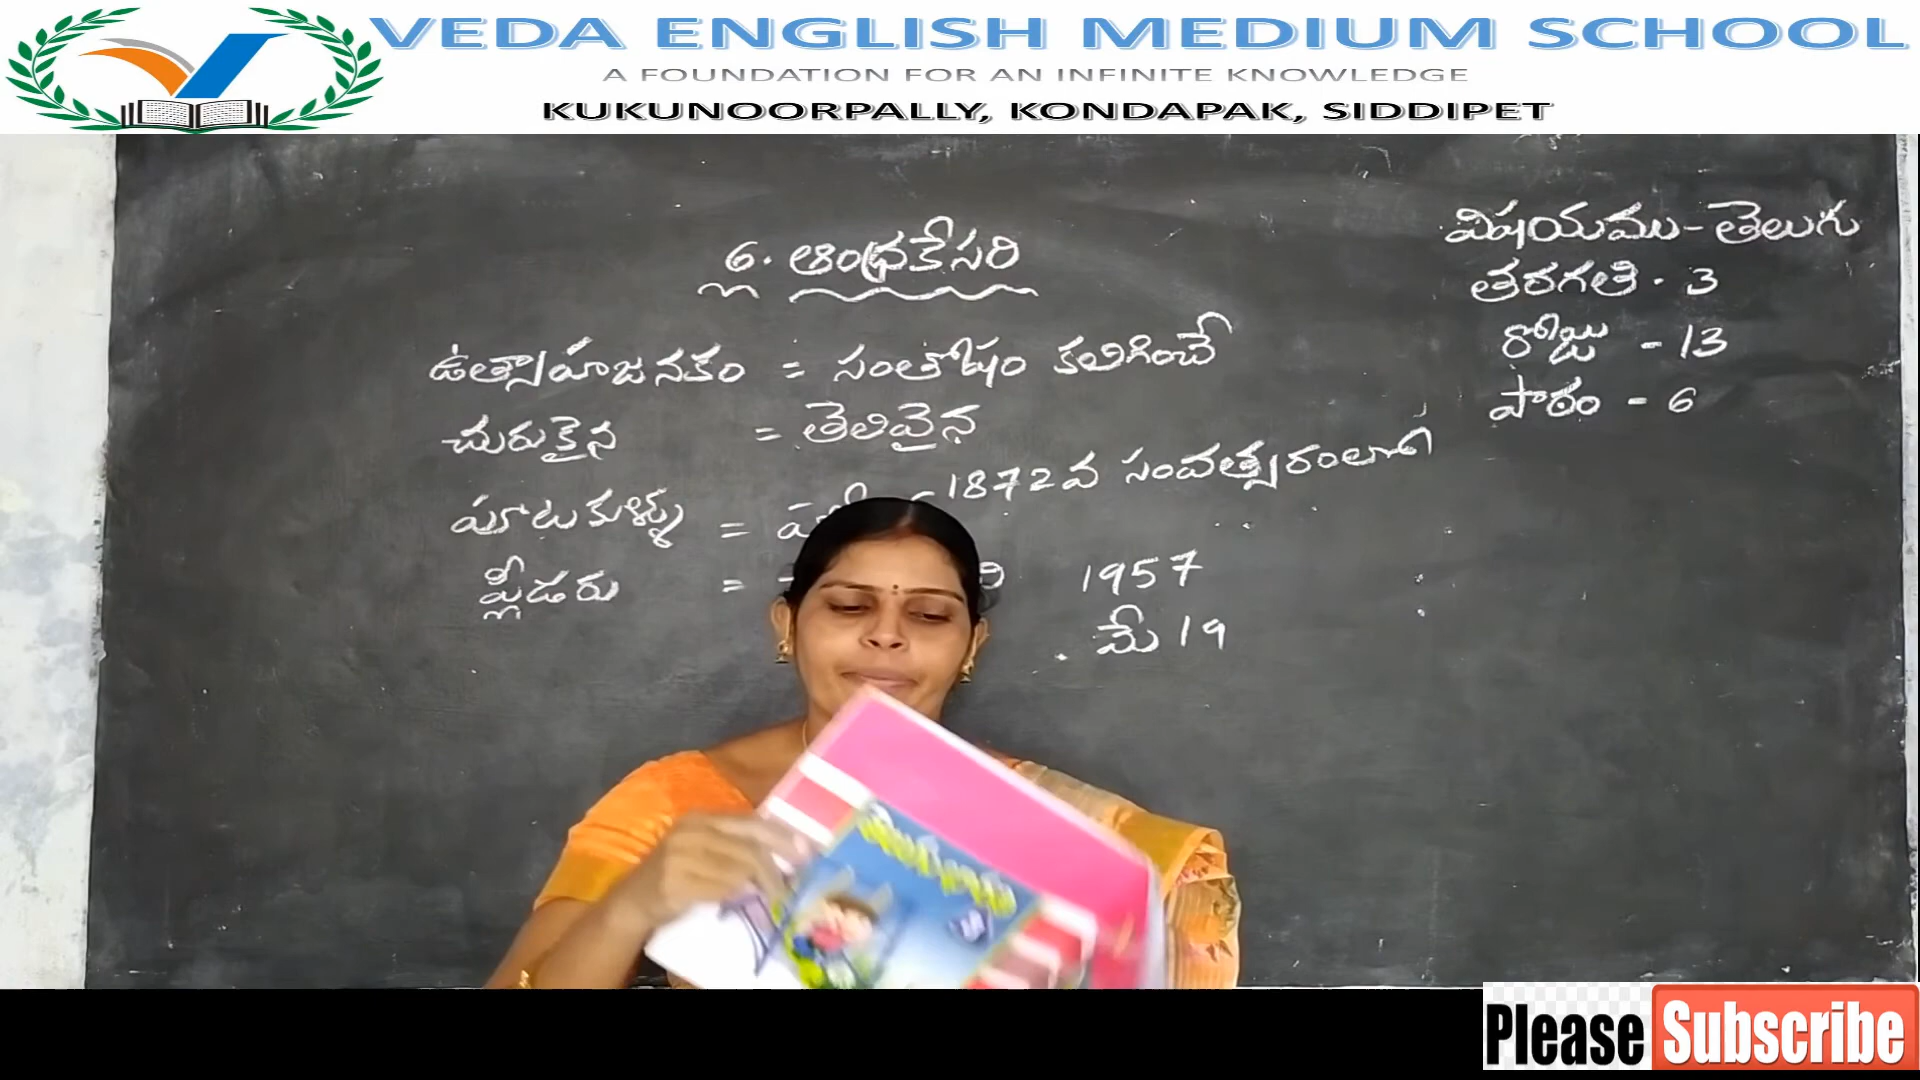 VEDA ENGLISH MEDIUM SCHOOL
A FOUNDATION FOR AN INFINITE KNOWLEDGE
KUKUNOORPALLY, KONDAPAK, SIDDIPET
విషయము - తెలుగు
తరగతి - 3
రోజు - 13
పాఠం - 6
6. ఆంధ్రకేసరి
ఉత్సాహజనకం = సంతోషం కలిగించే
చురుకైన = తెలివైన
పూటకుళ్ళు =
- 1872వ సంవత్సరంలో
ప్లీడరు =
1957
మే 19
Please Subscribe